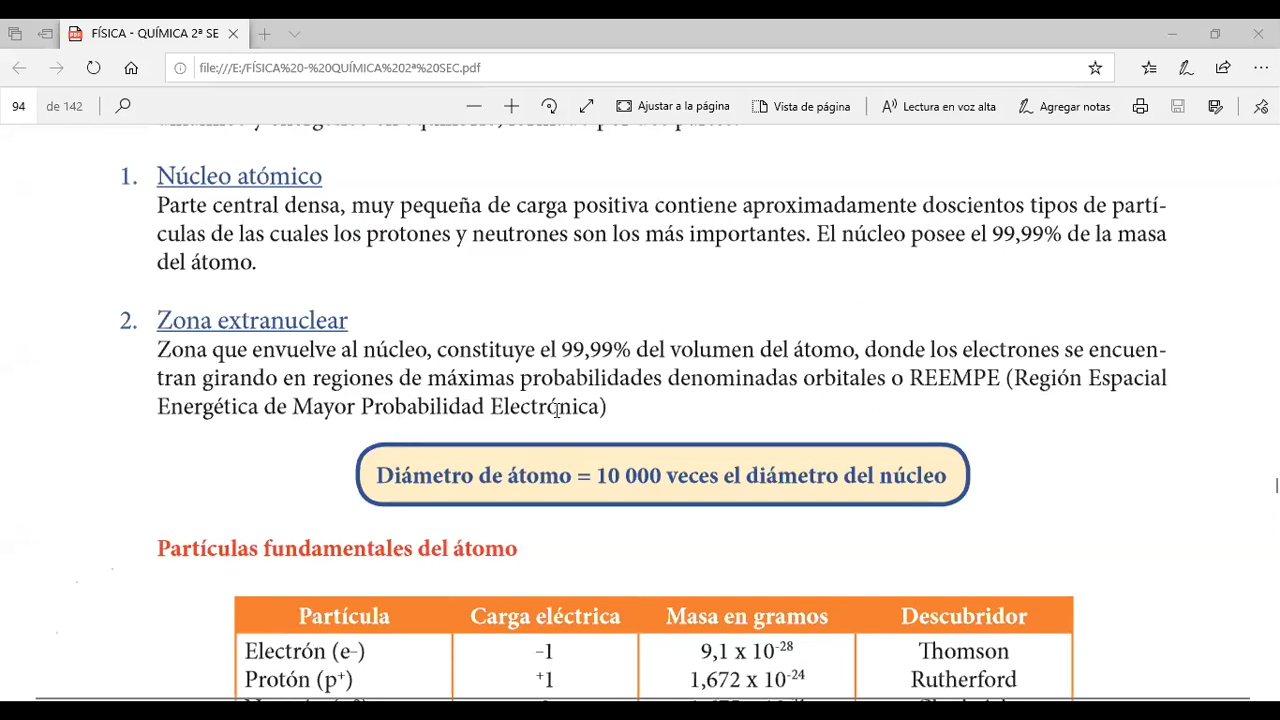 FÍSICA - QUÍMICA 2ª SE
file:///E:/FÍSICA%20-%20QUÍMICA%202ª%20SEC.pdf
94 de 142 Ajustar a la página Vista de página Lectura en voz alta Agregar notas
1. Núcleo atómico
Parte central densa, muy pequeña de carga positiva contiene aproximadamente doscientos tipos de partí-
culas de las cuales los protones y neutrones son los más importantes. El núcleo posee el 99,99% de la masa
del átomo.
2. Zona extranuclear
Zona que envuelve al núcleo, constituye el 99,99% del volumen del átomo, donde los electrones se encuen-
tran girando en regiones de máximas probabilidades denominadas orbitales o REEMPE (Región Espacial
Energética de Mayor Probabilidad Electrónica)
Diámetro de átomo = 10 000 veces el diámetro del núcleo
Partículas fundamentales del átomo
Partícula Carga eléctrica Masa en gramos Descubridor
Electrón (e–) –1 9,1 x 10⁻²⁸ Thomson
Protón (p⁺) ⁺1 1,672 x 10⁻²⁴ Rutherford